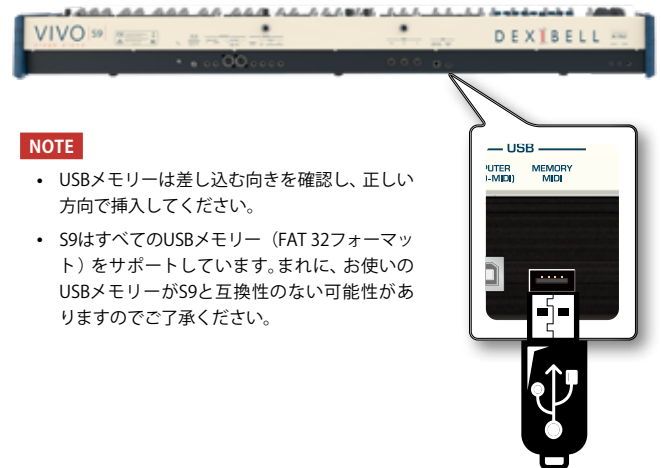 VIVO S9
DEXIBELL
NOTE
• USBメモリーは差し込む向きを確認し、正しい
方向で挿入してください。
• S9はすべてのUSBメモリー（FAT 32フォーマッ
ト）をサポートしています。まれに、お使いの
USBメモリーがS9と互換性のない可能性があ
りますのでご了承ください。
USB
PUTER MEMORY
(-MIDI) MIDI